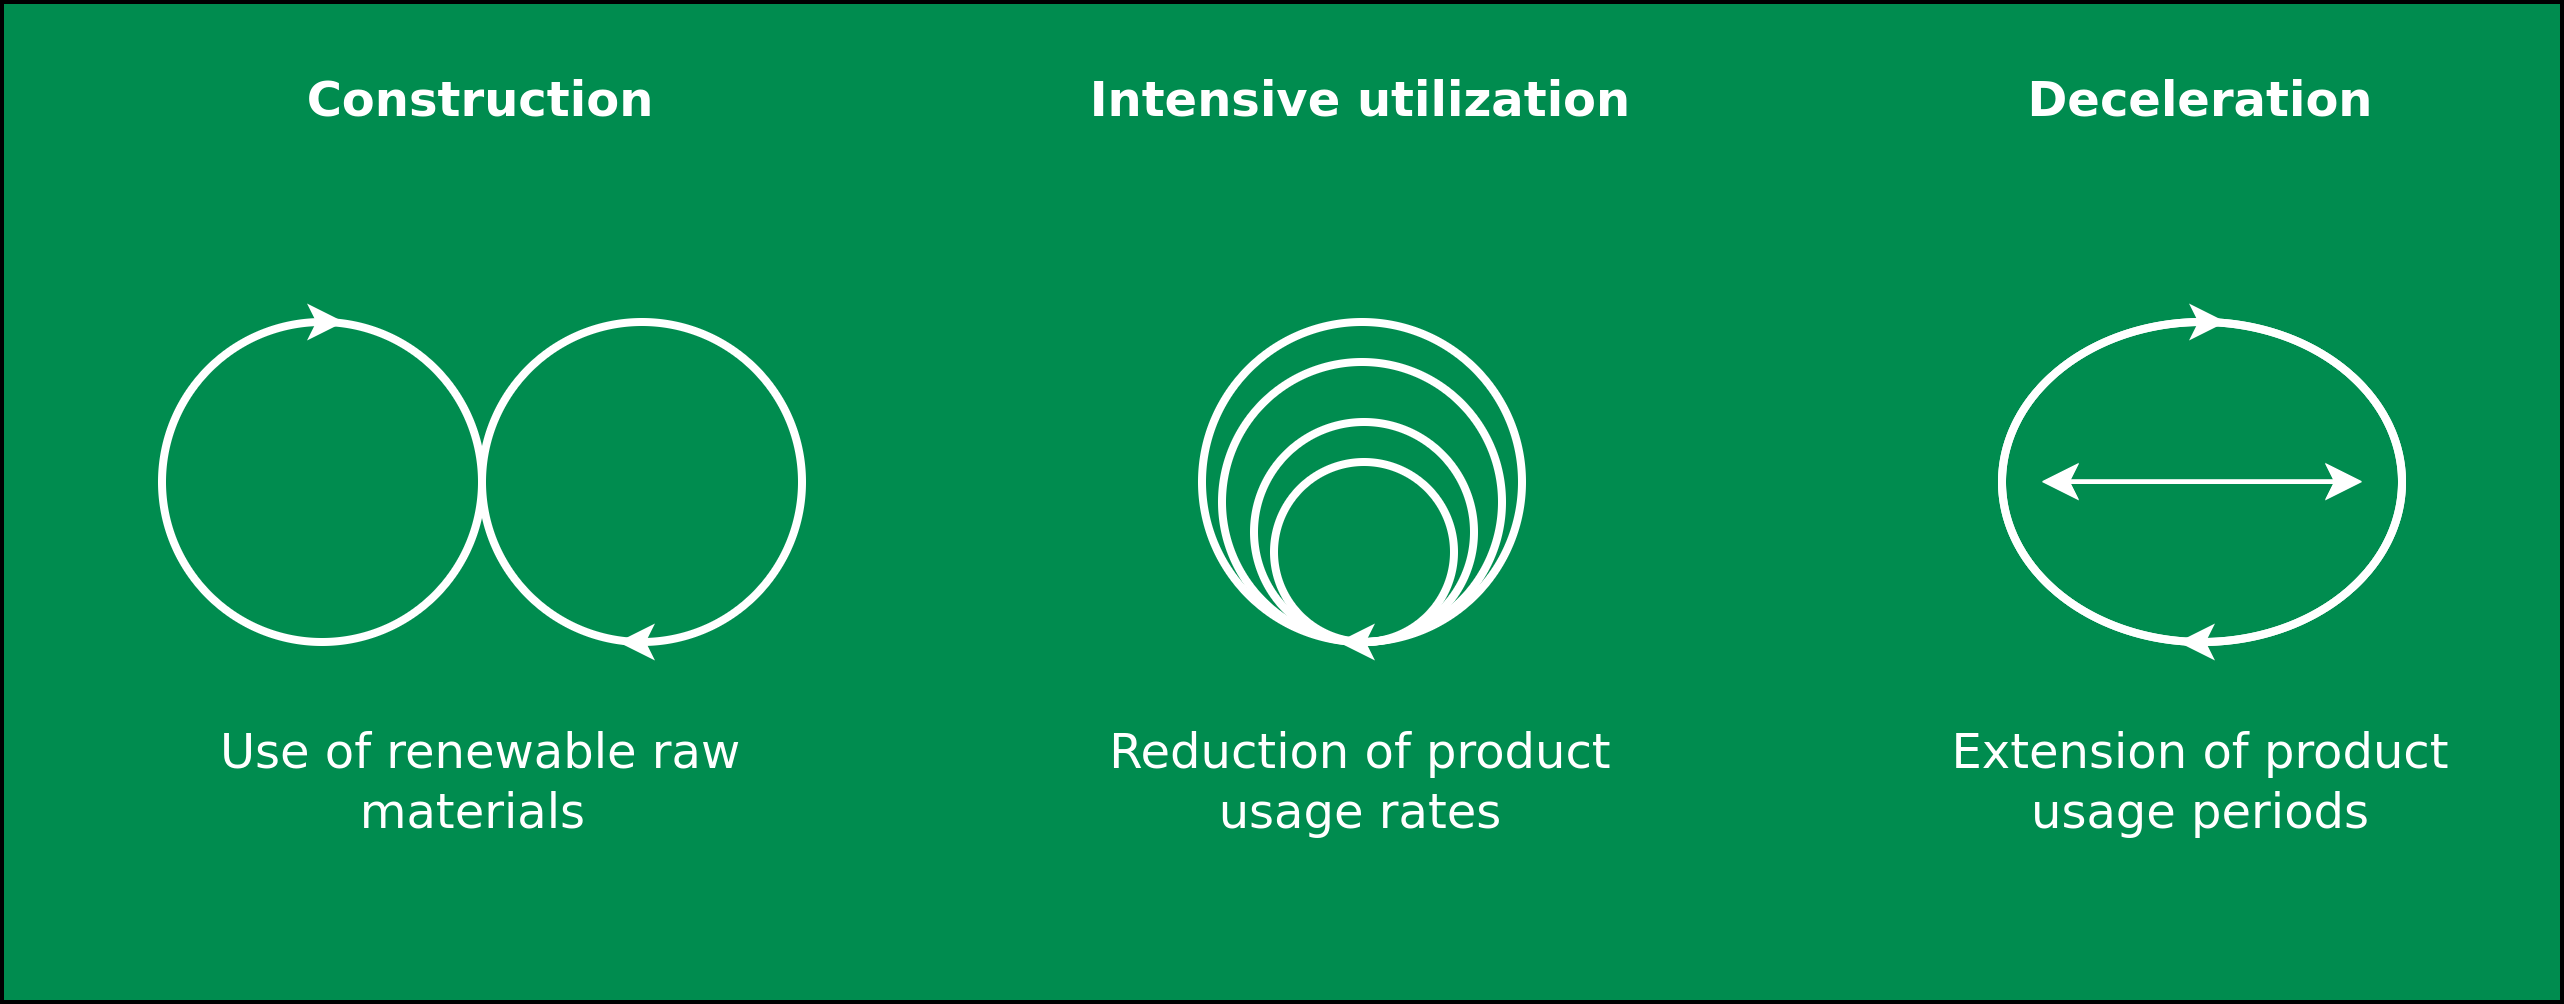 Construction
Intensive utilization
Deceleration
Use of renewable raw
materials
Reduction of product
usage rates
Extension of product
usage periods